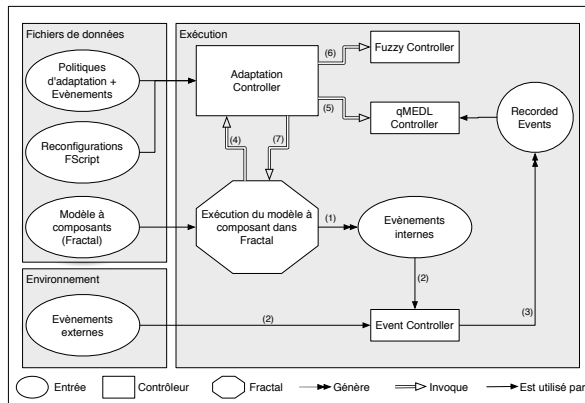 Fichiers de données
Exécution
Politiques
d'adaptation +
Evènements
Reconfigurations
FScript
Modèle à
composants
(Fractal)
Adaptation
Controller
(6)
Fuzzy Controller
(5)
qMEDL
Controller
Recorded
Events
(4)
(7)
Exécution du modèle à
composant dans
Fractal
(1)
Evènements
internes
(2)
Environnement
Evènements
externes
(2)
Event Controller
(3)
Entrée
Contrôleur
Fractal
Génère
Invoque
Est utilisé par